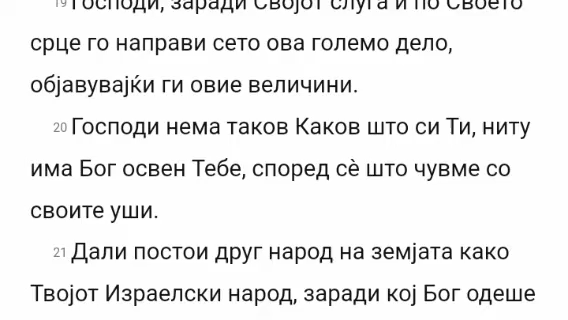 19 Господи, заради Својот слуга и по Своето
срце го направи сето ова големо дело,
објавувајќи ги овие величини.
20 Господи нема таков Каков што си Ти, ниту
има Бог освен Тебе, според сѐ што чувме со
своите уши.
21 Дали постои друг народ на земјата како
Твојот Израелски народ, заради кој Бог одеше